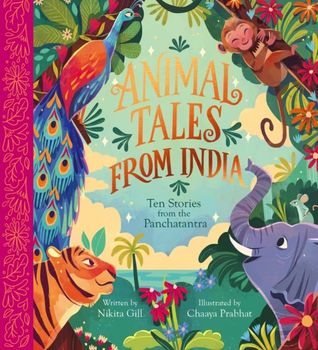 ANIMAL
TALES
FROM INDIA
Ten Stories
from the
Panchatantra
Written by
Nikita Gill
Illustrated by
Chaaya Prabhat